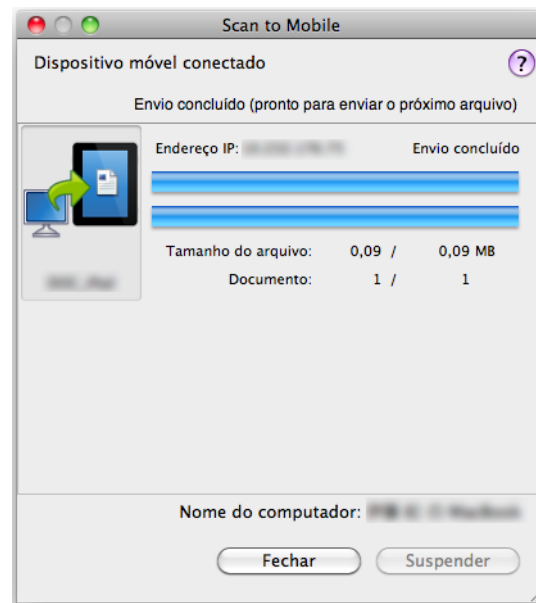 Scan to Mobile
Dispositivo móvel conectado ?
Envio concluído (pronto para enviar o próximo arquivo)
Endereço IP: Envio concluído
Tamanho do arquivo: 0,09 / 0,09 MB
Documento: 1 / 1
Nome do computador:
Fechar Suspender